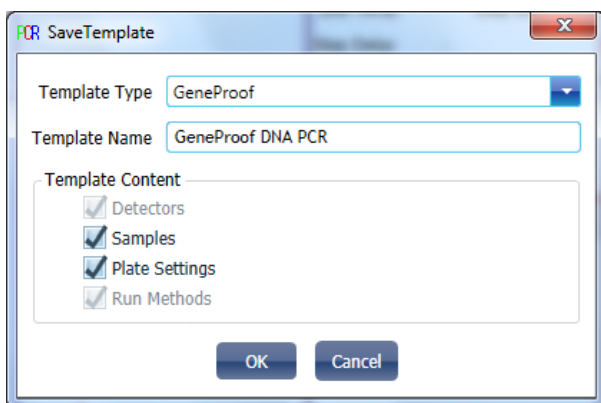 PCR SaveTemplate
Template Type GeneProof
Template Name GeneProof DNA PCR
Template Content
Detectors
Samples
Plate Settings
Run Methods
OK Cancel